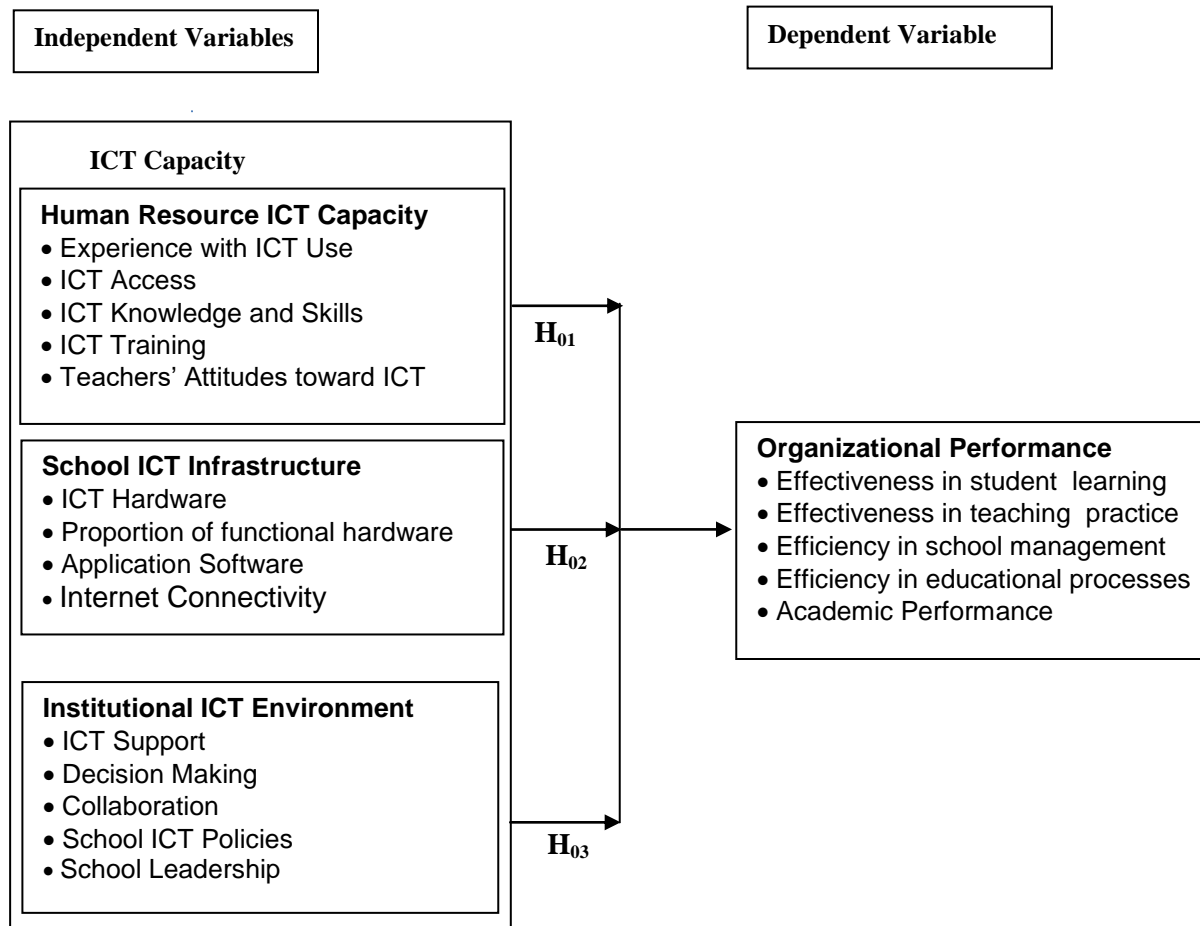 Independent Variables
Dependent Variable
ICT Capacity
Human Resource ICT Capacity
• Experience with ICT Use
• ICT Access
• ICT Knowledge and Skills
• ICT Training
• Teachers’ Attitudes toward ICT
H01
School ICT Infrastructure
• ICT Hardware
• Proportion of functional hardware
• Application Software
• Internet Connectivity
H02
Institutional ICT Environment
• ICT Support
• Decision Making
• Collaboration
• School ICT Policies
• School Leadership
H03
Organizational Performance
• Effectiveness in student learning
• Effectiveness in teaching practice
• Efficiency in school management
• Efficiency in educational processes
• Academic Performance